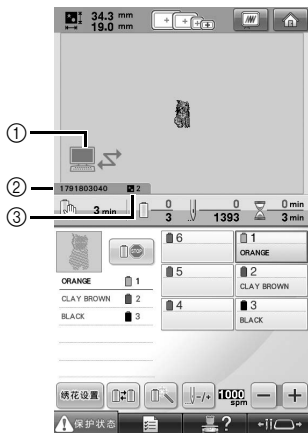 34.3 mm
19.0 mm
①
② 1791803040 2
③
3 min 0 0 0 min
3 1393 3 min
6 1
ORANGE
ORANGE 1
5 2
CLAY BROWN
CLAY BROWN 2
4 3
BLACK
BLACK 3
绣花设置 -/+ 1000 spm - +
保护状态 ?